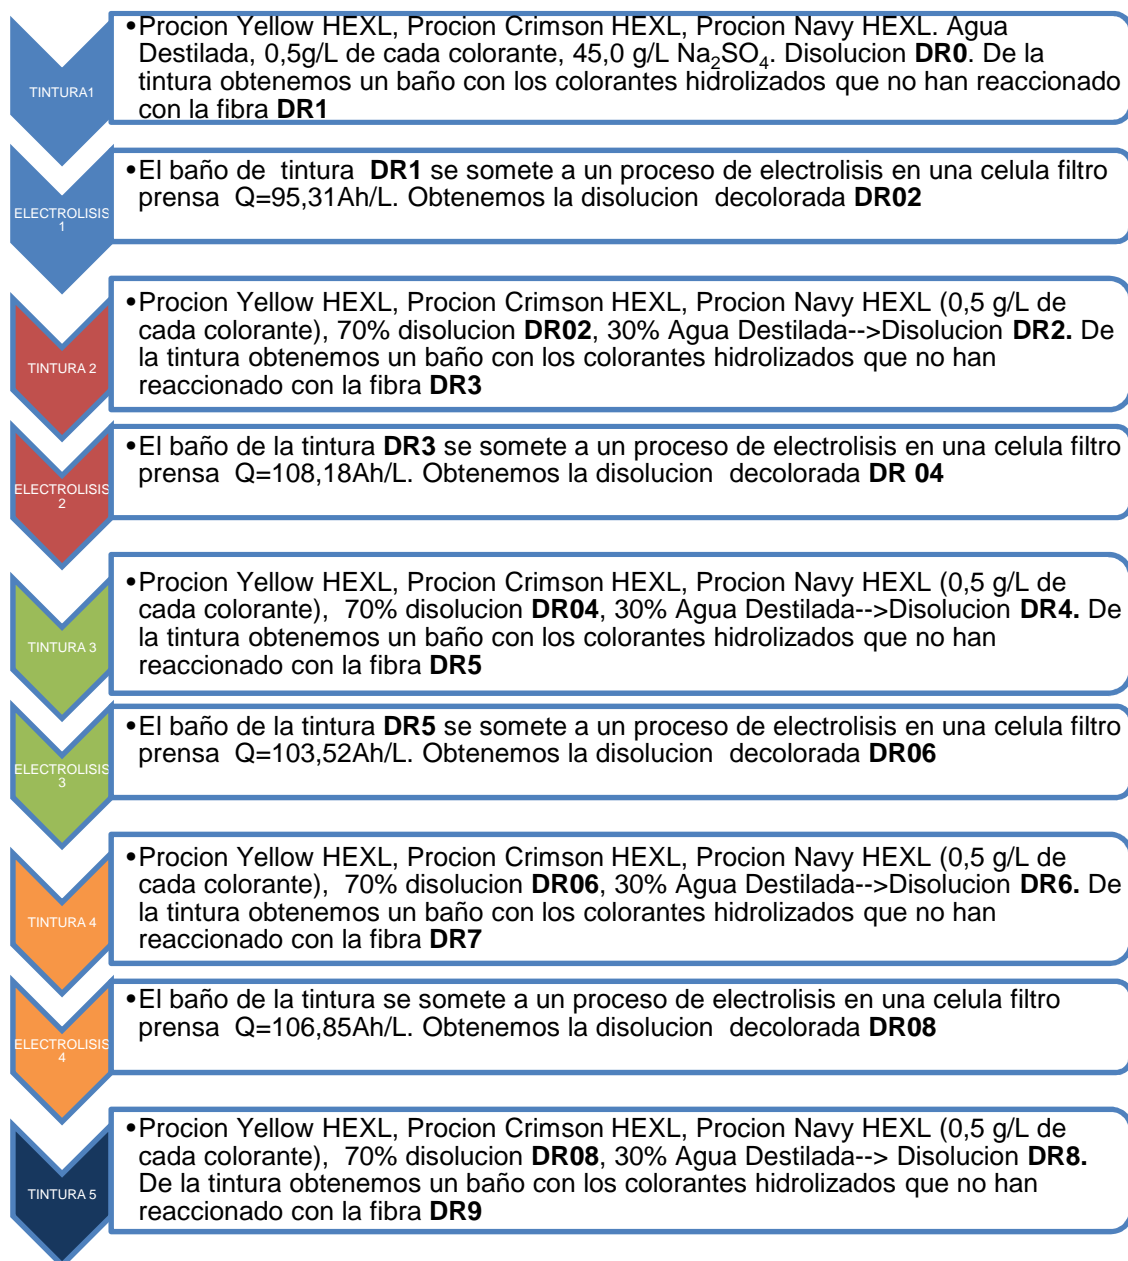 TINTURA1
•Procion Yellow HEXL, Procion Crimson HEXL, Procion Navy HEXL. Agua
Destilada, 0,5g/L de cada colorante, 45,0 g/L Na₂SO₄. Disolucion DR0. De la
tintura obtenemos un baño con los colorantes hidrolizados que no han reaccionado
con la fibra DR1
ELECTROLISIS
1
•El baño de tintura DR1 se somete a un proceso de electrolisis en una celula filtro
prensa Q=95,31Ah/L. Obtenemos la disolucion decolorada DR02
TINTURA 2
•Procion Yellow HEXL, Procion Crimson HEXL, Procion Navy HEXL (0,5 g/L de
cada colorante), 70% disolucion DR02, 30% Agua Destilada-->Disolucion DR2. De
la tintura obtenemos un baño con los colorantes hidrolizados que no han
reaccionado con la fibra DR3
ELECTROLISIS
2
•El baño de la tintura DR3 se somete a un proceso de electrolisis en una celula filtro
prensa Q=108,18Ah/L. Obtenemos la disolucion decolorada DR 04
TINTURA 3
•Procion Yellow HEXL, Procion Crimson HEXL, Procion Navy HEXL (0,5 g/L de
cada colorante), 70% disolucion DR04, 30% Agua Destilada-->Disolucion DR4. De
la tintura obtenemos un baño con los colorantes hidrolizados que no han
reaccionado con la fibra DR5
ELECTROLISIS
3
•El baño de la tintura DR5 se somete a un proceso de electrolisis en una celula filtro
prensa Q=103,52Ah/L. Obtenemos la disolucion decolorada DR06
TINTURA 4
•Procion Yellow HEXL, Procion Crimson HEXL, Procion Navy HEXL (0,5 g/L de
cada colorante), 70% disolucion DR06, 30% Agua Destilada-->Disolucion DR6. De
la tintura obtenemos un baño con los colorantes hidrolizados que no han
reaccionado con la fibra DR7
ELECTROLISIS
4
•El baño de la tintura se somete a un proceso de electrolisis en una celula filtro
prensa Q=106,85Ah/L. Obtenemos la disolucion decolorada DR08
TINTURA 5
•Procion Yellow HEXL, Procion Crimson HEXL, Procion Navy HEXL (0,5 g/L de
cada colorante), 70% disolucion DR08, 30% Agua Destilada--> Disolucion DR8.
De la tintura obtenemos un baño con los colorantes hidrolizados que no han
reaccionado con la fibra DR9